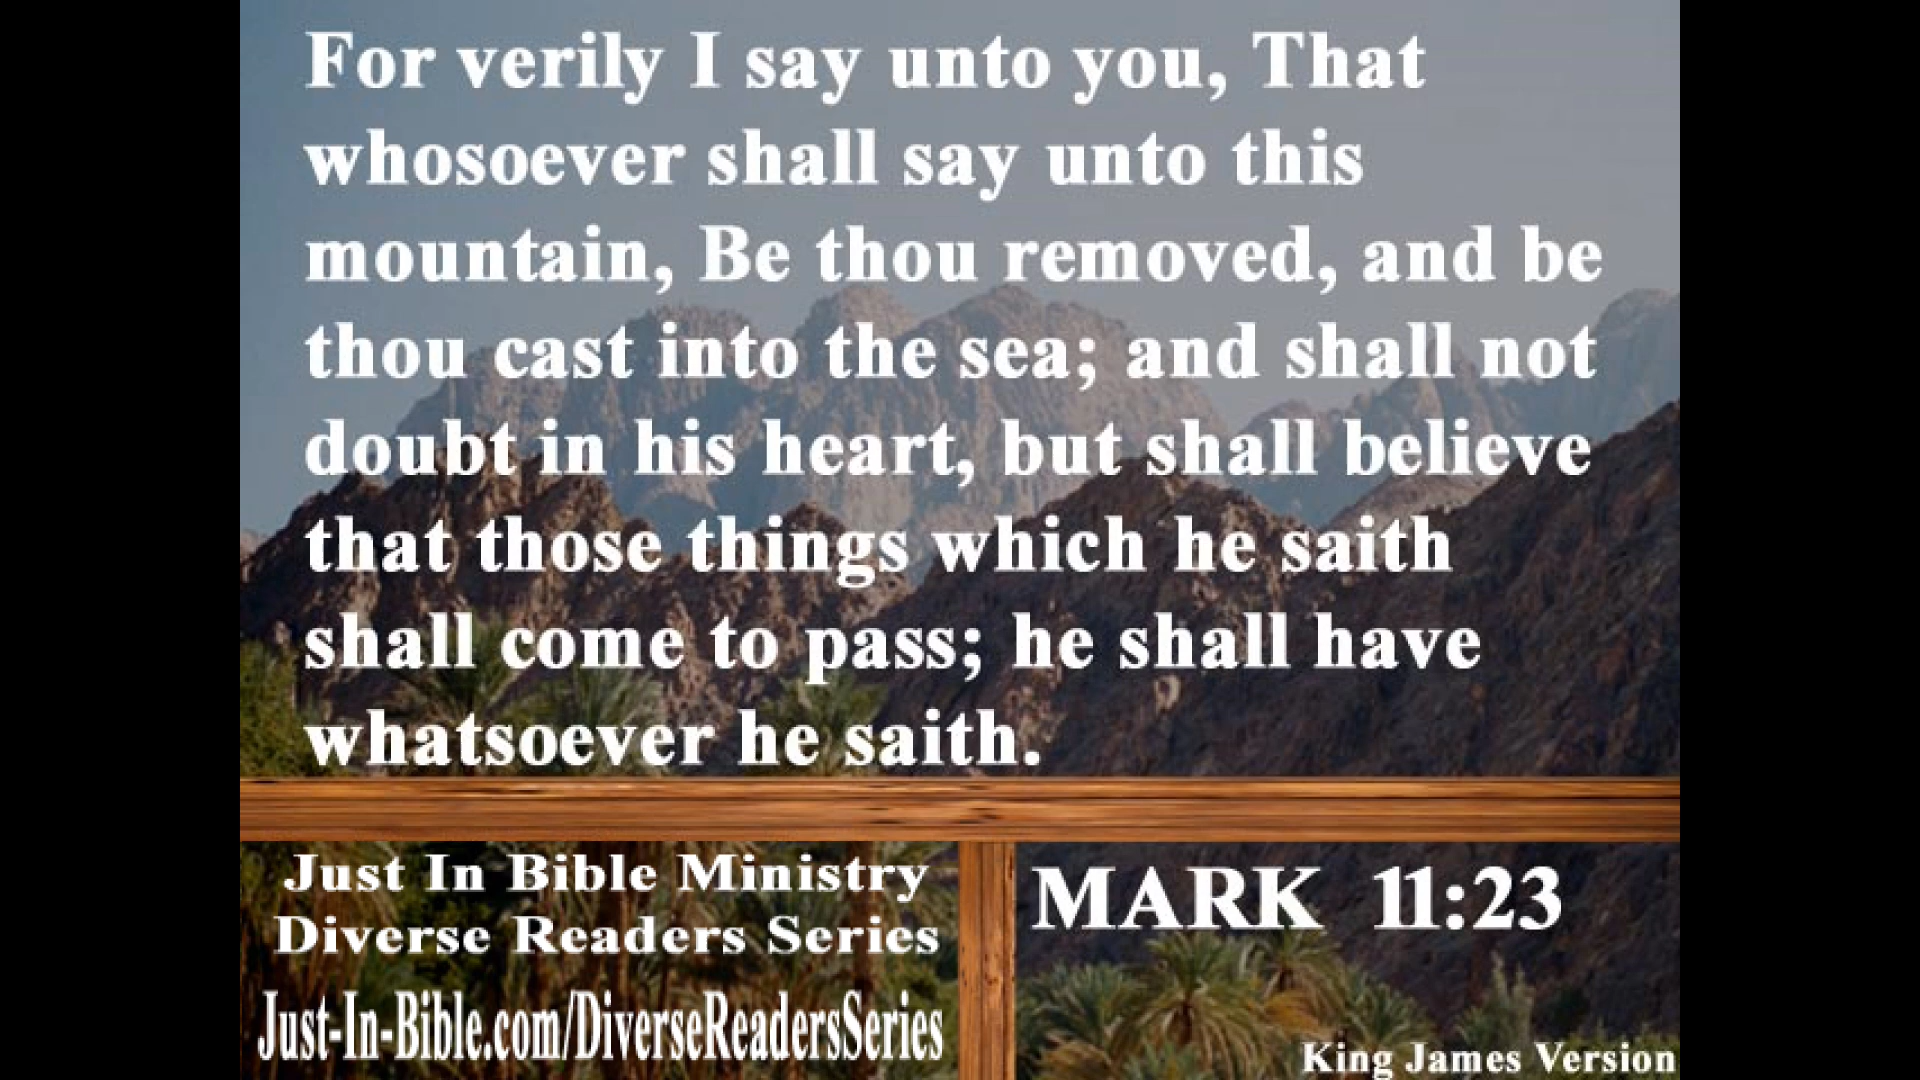 For verily I say unto you, That
whosoever shall say unto this
mountain, Be thou removed, and be
thou cast into the sea; and shall not
doubt in his heart, but shall believe
that those things which he saith
shall come to pass; he shall have
whatsoever he saith.
Just In Bible Ministry
Diverse Readers Series
Just-In-Bible.com/DiverseReadersSeries
MARK 11:23
King James Version